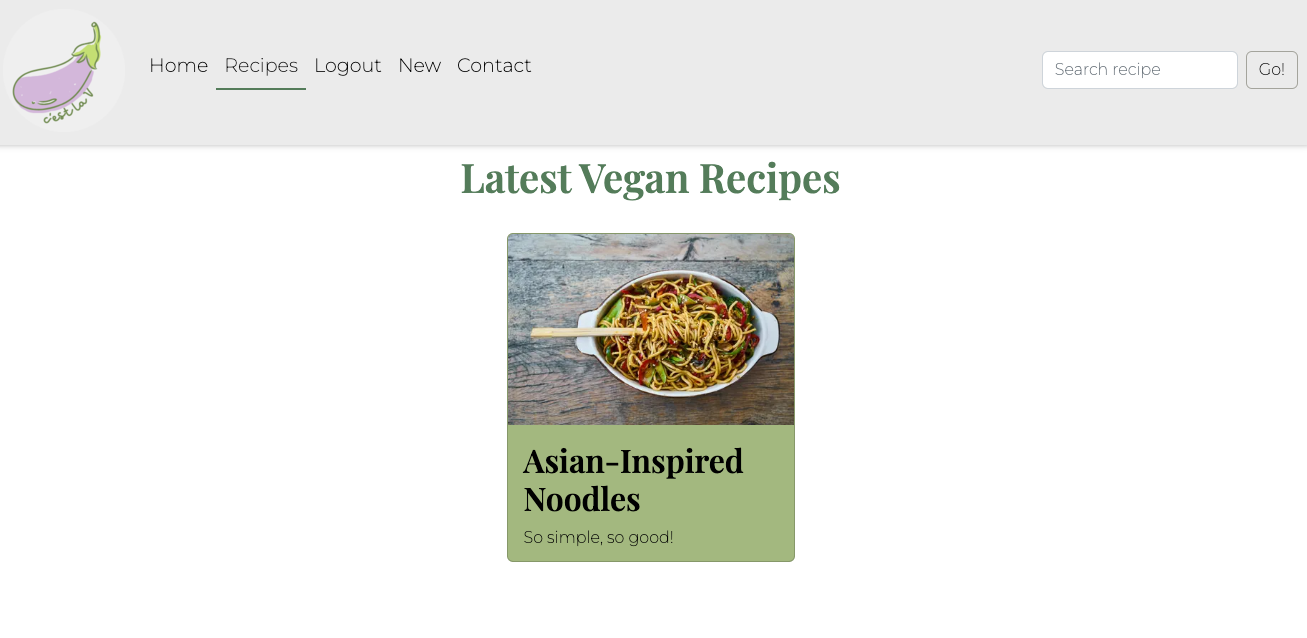 c'est la V
Home Recipes Logout New Contact
Search recipe
Go!
Latest Vegan Recipes
Asian-Inspired
Noodles
So simple, so good!